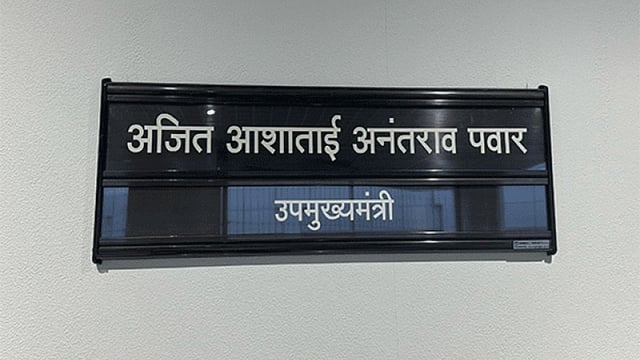 अजित आशाताई अनंतराव पवार
उपमुख्यमंत्री